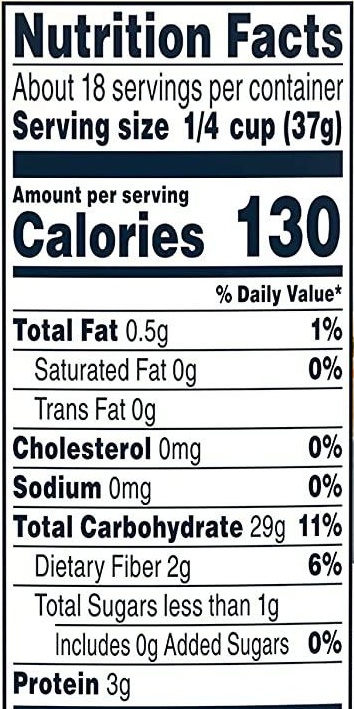 Nutrition Facts
About 18 servings per container
Serving size 1/4 cup (37g)
Amount per serving
Calories 130
% Daily Value*
Total Fat 0.5g 1%
Saturated Fat 0g 0%
Trans Fat 0g
Cholesterol 0mg 0%
Sodium 0mg 0%
Total Carbohydrate 29g 11%
Dietary Fiber 2g 6%
Total Sugars less than 1g
Includes 0g Added Sugars 0%
Protein 3g